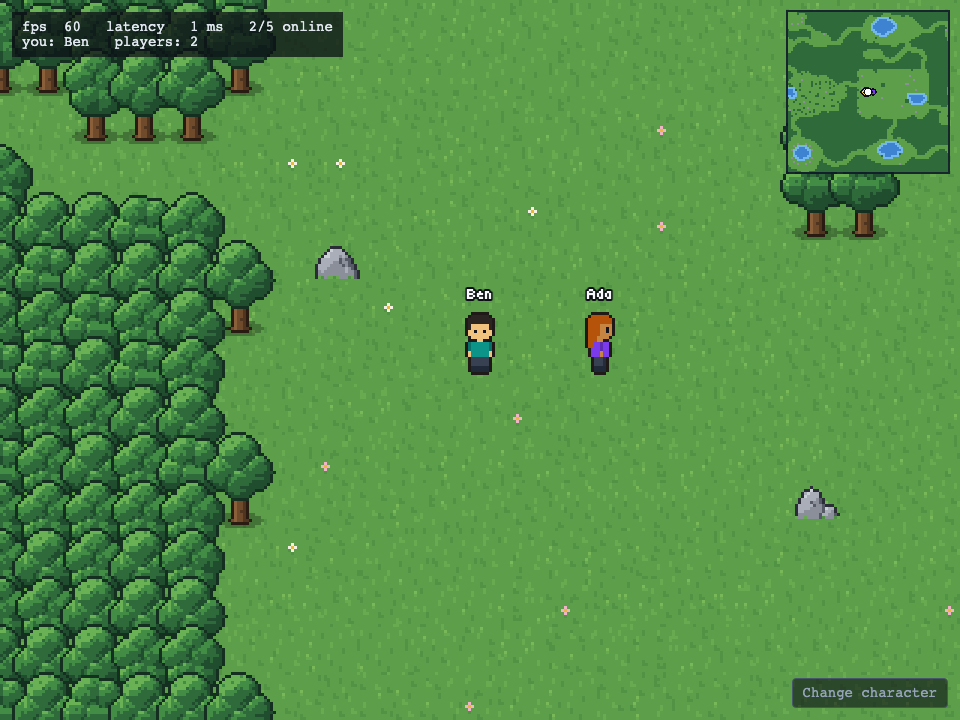 fps 60 latency 1 ms 2/5 online
you: Ben players: 2
Ben
Ada
Change character